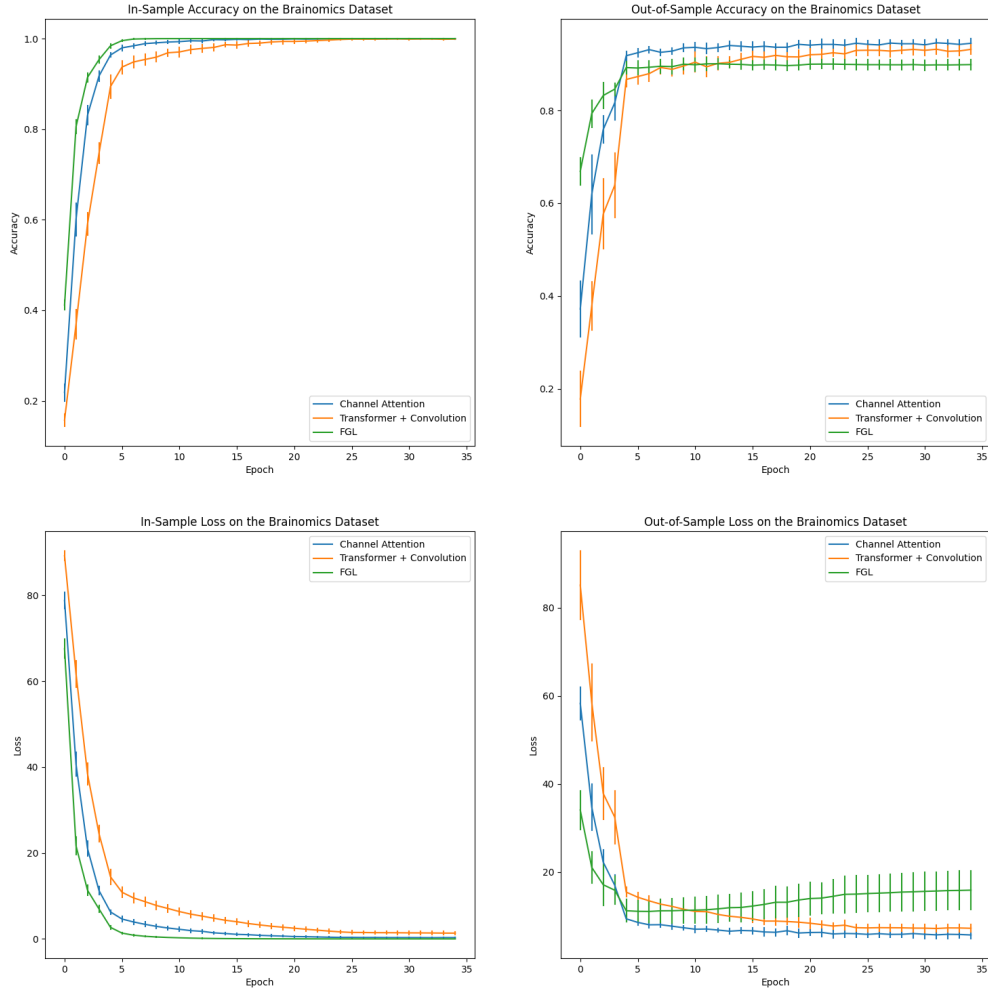 In-Sample Accuracy on the Brainomics Dataset
1.0
0.8
0.6
0.4
0.2
Accuracy
0 5 10 15 20 25 30 35
Epoch
Channel Attention
Transformer + Convolution
FGL
Out-of-Sample Accuracy on the Brainomics Dataset
0.8
0.6
0.4
0.2
Accuracy
0 5 10 15 20 25 30 35
Epoch
Channel Attention
Transformer + Convolution
FGL
In-Sample Loss on the Brainomics Dataset
80
60
40
20
0
Loss
0 5 10 15 20 25 30 35
Epoch
Channel Attention
Transformer + Convolution
FGL
Out-of-Sample Loss on the Brainomics Dataset
80
60
40
20
Loss
0 5 10 15 20 25 30 35
Epoch
Channel Attention
Transformer + Convolution
FGL